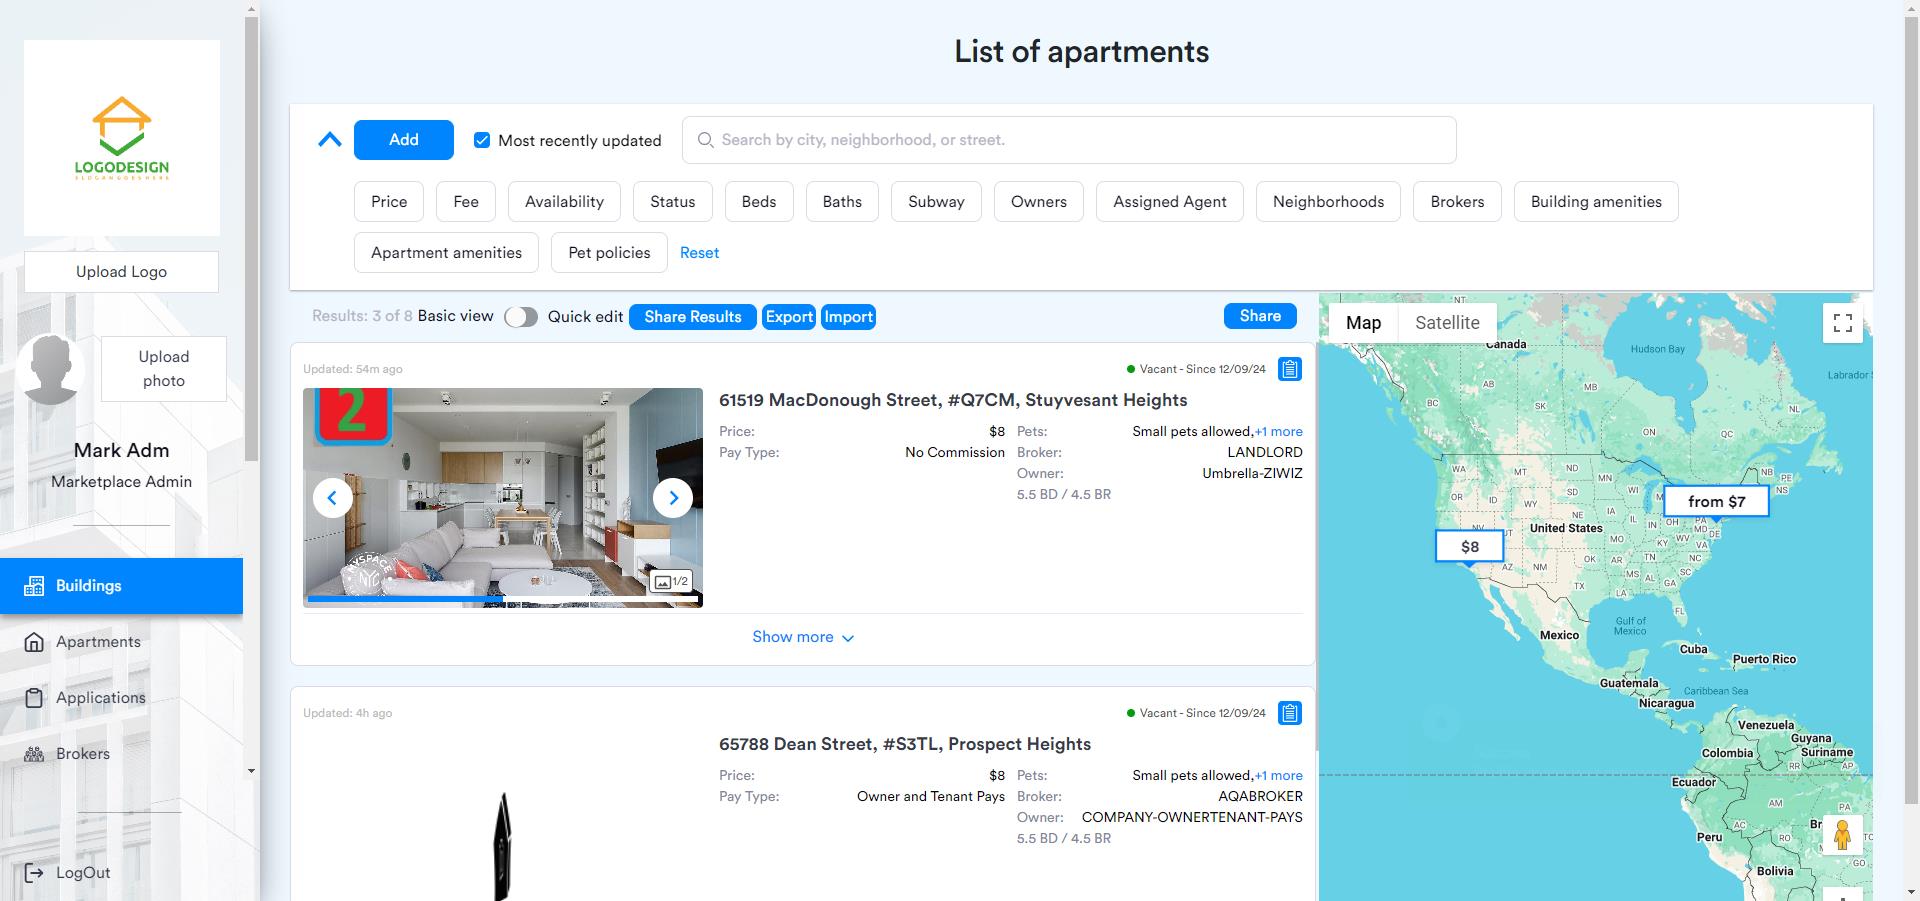 LOGODESIGN
SLOGANGOESHERE
Upload Logo
Upload
photo
Mark Adm
Marketplace Admin
Buildings
Apartments
Applications
Brokers
LogOut
List of apartments
Add
Most recently updated
Search by city, neighborhood, or street.
Price
Fee
Availability
Status
Beds
Baths
Subway
Owners
Assigned Agent
Neighborhoods
Brokers
Building amenities
Apartment amenities
Pet policies
Reset
Results: 3 of 8
Basic view
Quick edit
Share Results
Export
Import
Share
Updated: 54m ago
Vacant - Since 12/09/24
2
MYSPACE
NYC
1/2
61519 MacDonough Street, #Q7CM, Stuyvesant Heights
Price: $8
Pay Type: No Commission
Pets: Small pets allowed,+1 more
Broker: LANDLORD
Owner: Umbrella-ZIWIZ
5.5 BD / 4.5 BR
Show more
Updated: 4h ago
Vacant - Since 12/09/24
65788 Dean Street, #S3TL, Prospect Heights
Price: $8
Pay Type: Owner and Tenant Pays
Pets: Small pets allowed,+1 more
Broker: AQABROKER
Owner: COMPANY-OWNERTENANT-PAYS
5.5 BD / 4.5 BR
Map
Satellite
NT
Canada
Hudson Bay
Labrador
AB
MB
BC
SK
NL
ON
QC
WA
MT
ND
MN
NB
PE
NS
OR
ID
SD
WI
from $7
WY
NE
IA
IL
IN
OH
PA
MD
DE
NV
UT
United States
MO
KY
WV
VA
$8
AZ
NM
OK
AR
TN
NC
SC
MS
AL
GA
TX
LA
FL
Gulf of
Mexico
Mexico
Cuba
Puerto Rico
Guatemala
Caribbean Sea
Nicaragua
Venezuela
Guyana
Colombia
Suriname
RR
AP
Ecuador
AM
PA
AC
RO
TO
Br
Peru
GO
Bolivia